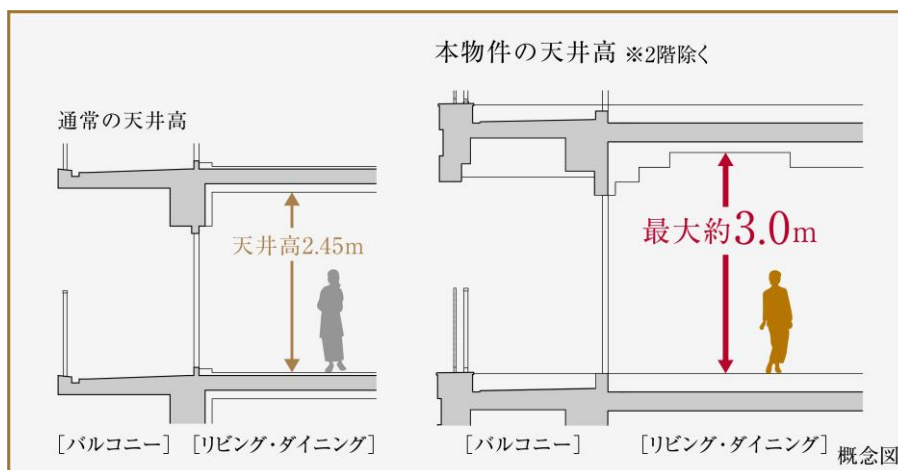 本物件の天井高 ※2階除く
通常の天井高
天井高2.45m
最大約3.0m
［バルコニー］ ［リビング・ダイニング］
［バルコニー］ ［リビング・ダイニング］
概念図